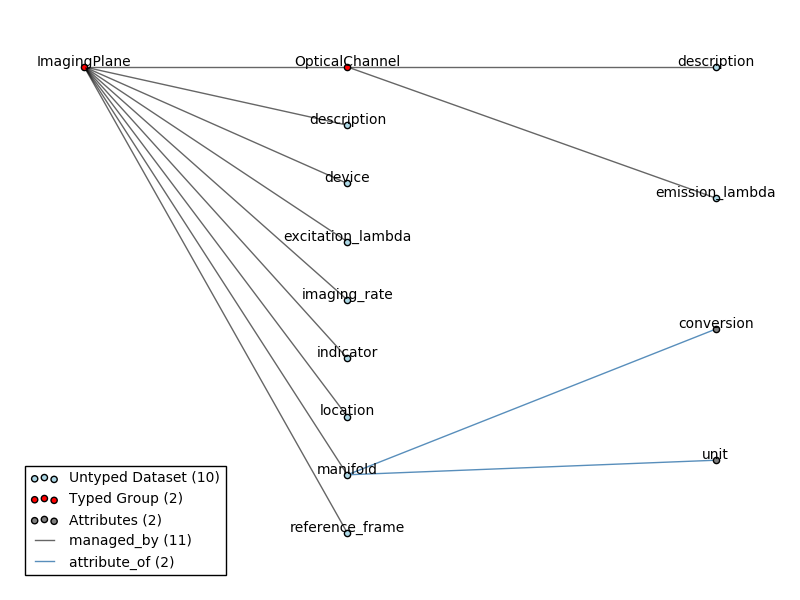 ImagingPlane
OpticalChannel
description
description
device
emission_lambda
excitation_lambda
imaging_rate
conversion
indicator
location
unit
manifold
reference_frame
Untyped Dataset (10)
Typed Group (2)
Attributes (2)
managed_by (11)
attribute_of (2)